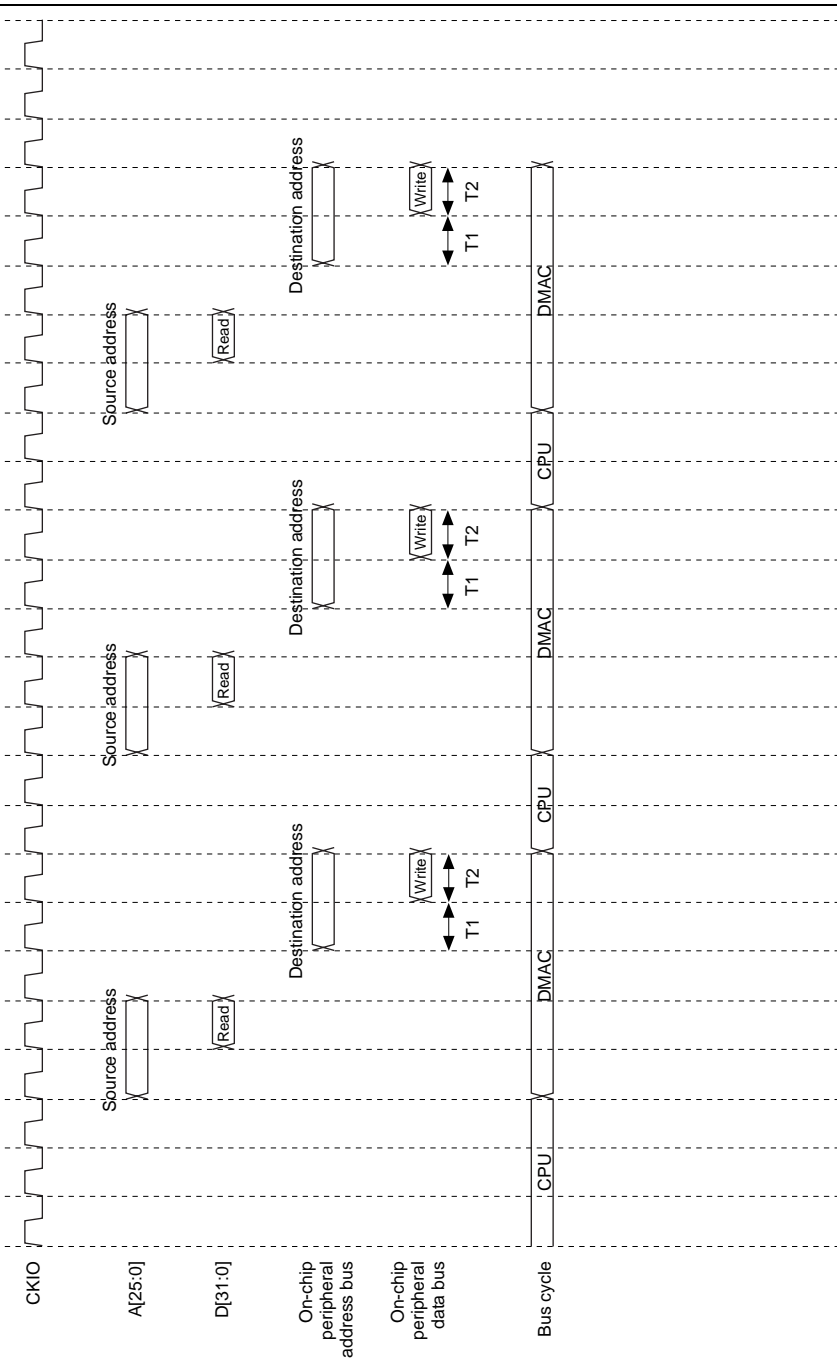 CKIO
A[25:0]
Source address
Source address
Source address
D[31:0]
Read
Read
Read
On-chip
peripheral
address bus
Destination address
Destination address
Destination address
On-chip
peripheral
data bus
Write
Write
Write
T1
T2
T1
T2
T1
T2
Bus cycle
CPU
DMAC
CPU
DMAC
CPU
DMAC